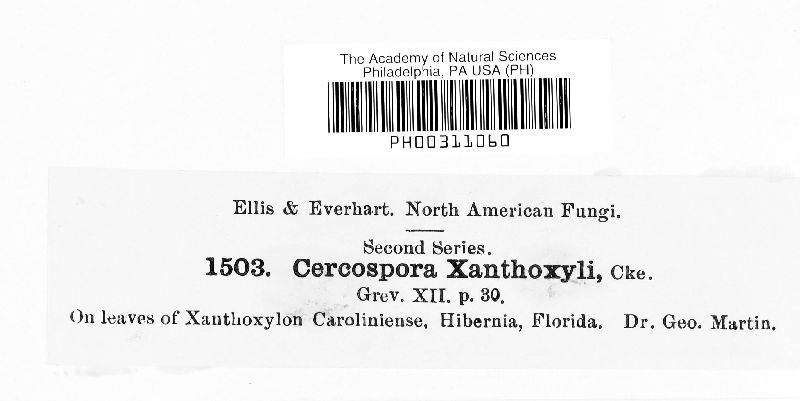 The Academy of Natural Sciences
Philadelphia, PA USA (PH)
PH00311060
Ellis & Everhart. North American Fungi.
Second Series.
1503. Cercospora Xanthoxyli, Cke.
Grev. XII. p. 30.
On leaves of Xanthoxylon Caroliniense, Hibernia, Florida. Dr. Geo. Martin.